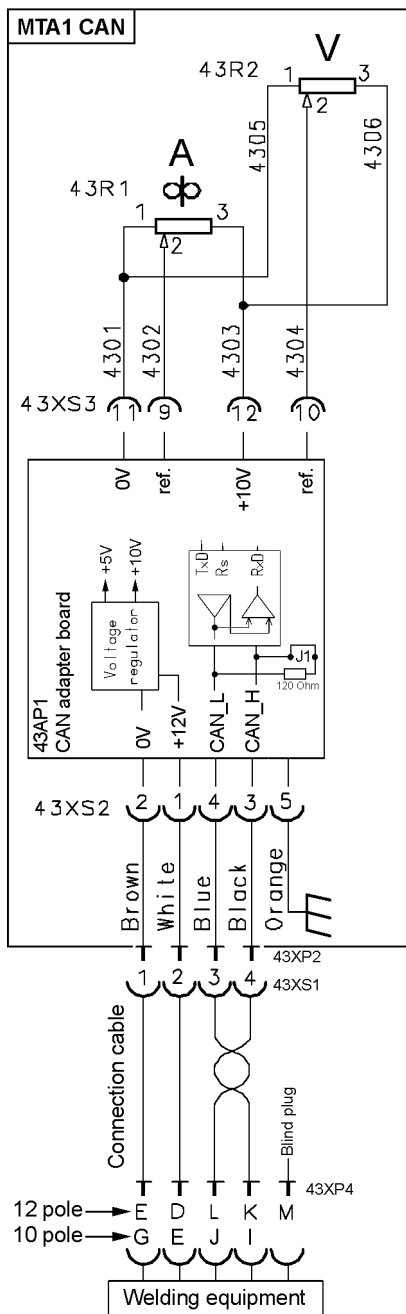 MTA1 CAN
V
43R2
1 3
2
4305
4306
A
43R1
1 3
2
4301
4302
4303
4304
43XS3
11 9 12 10
0V
ref.
+10V
ref.
+5V
+10V
TxD
Rs
RxD
Voltage
regulator
J1
120 Ohm
43AP1
CAN adapter board
0V
+12V
CAN_L
CAN_H
43XS2
2 1 4 3 5
Brown
White
Blue
Black
Orange
43XP2
1 2 3 4
43XS1
Connection cable
Blind plug
43XP4
12 pole E D L K M
10 pole G E J I
Welding equipment